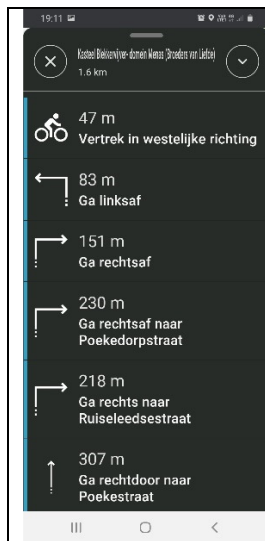 19:11
Kasteel Blekkervijver- domein Menas (Broeders van Liefde)
1.6 km
47 m
Vertrek in westelijke richting
83 m
Ga linksaf
151 m
Ga rechtsaf
230 m
Ga rechtsaf naar
Poekedorpstraat
218 m
Ga rechts naar
Ruiseleedsestraat
307 m
Ga rechtdoor naar
Poekestraat